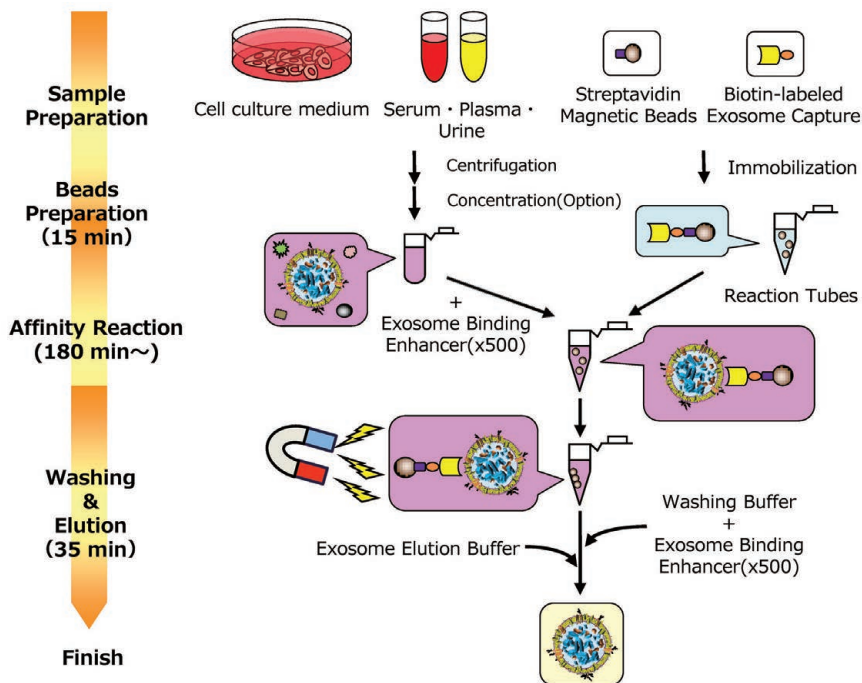 Sample
Preparation
Beads
Preparation
(15 min)
Affinity Reaction
(180 min～)
Washing
&
Elution
(35 min)
Finish
Cell culture medium
Serum・Plasma・
Urine
Streptavidin
Magnetic Beads
Biotin-labeled
Exosome Capture
Centrifugation
Concentration(Option)
Immobilization
Reaction Tubes
+
Exosome Binding
Enhancer(x500)
Exosome Elution Buffer
Washing Buffer
+
Exosome Binding
Enhancer(x500)